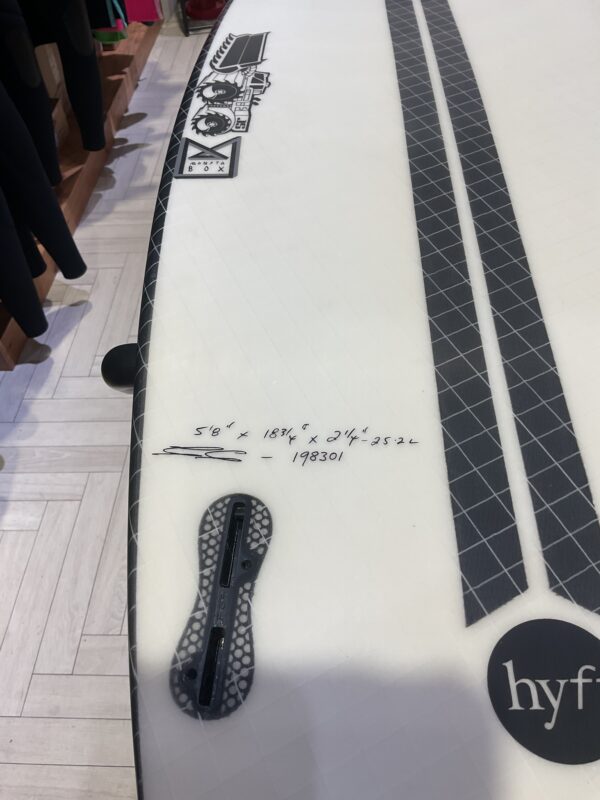 MONSTA
BOX
5'8" x 18 3/4" x 2 1/4" - 25.2L
- 198301
hyf